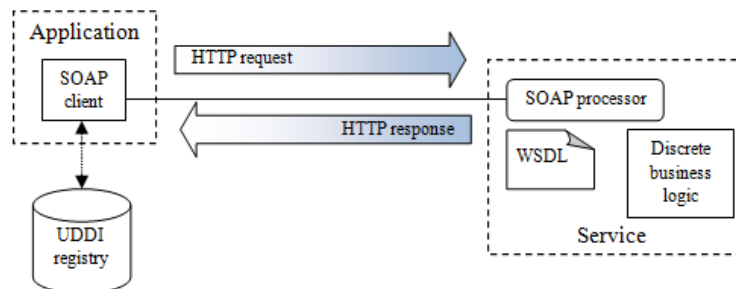 Application
SOAP
client
HTTP request
HTTP response
SOAP processor
WSDL
Discrete
business
logic
Service
UDDI
registry